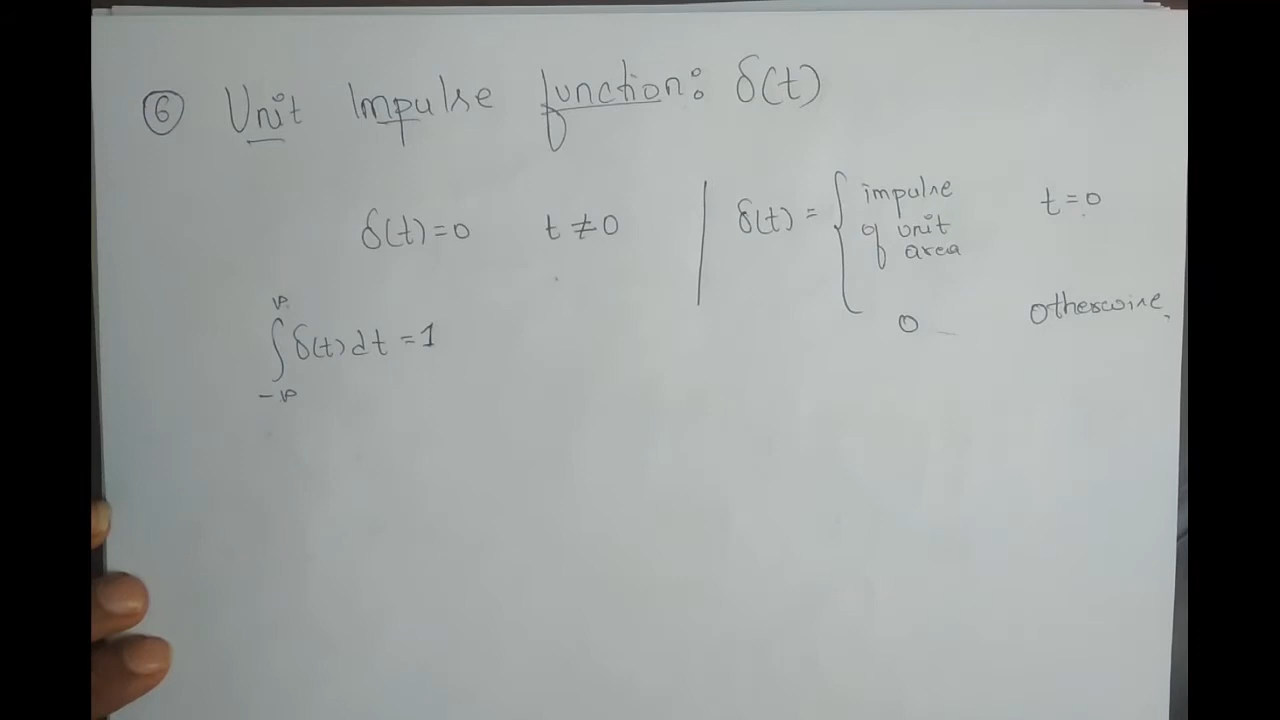 ⑥ Unit Impulse function: δ(t)
δ(t)=0 t≠0
∞
∫δ(t)dt=1
-∞
δ(t)= { impulse t=0
of unit
area
0 otherwise,